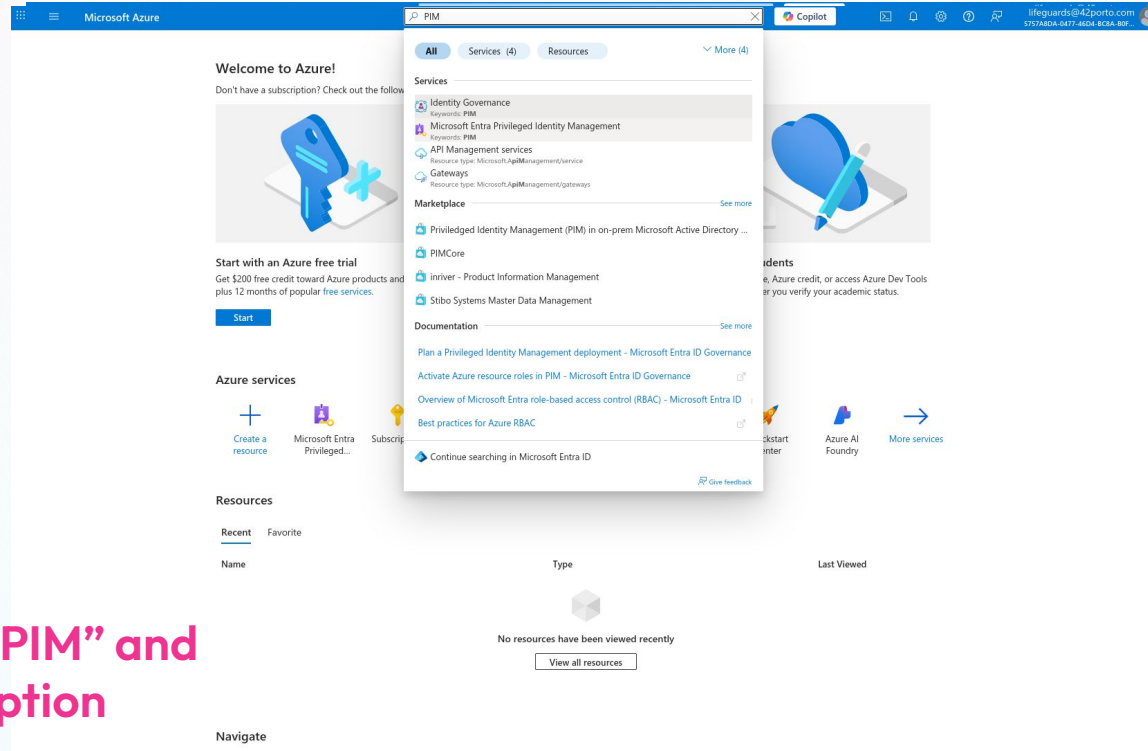 Microsoft Azure
PIM
Copilot
lifeguards@42porto.com
5757A8DA-0477-46D4-BC8A-B0F...
All
Services (4)
Resources
More (4)
Services
Identity Governance
Keywords: PIM
Microsoft Entra Privileged Identity Management
Keywords: PIM
API Management services
Resource type: Microsoft.ApiManagement/service
Gateways
Resource type: Microsoft.ApiManagement/gateways
Marketplace
See more
Priviledged Identity Management (PIM) in on-prem Microsoft Active Directory ...
PIMCore
inriver - Product Information Management
Stibo Systems Master Data Management
Documentation
See more
Plan a Privileged Identity Management deployment - Microsoft Entra ID Governance
Activate Azure resource roles in PIM - Microsoft Entra ID Governance
Overview of Microsoft Entra role-based access control (RBAC) - Microsoft Entra ID
Best practices for Azure RBAC
Continue searching in Microsoft Entra ID
Give feedback
Welcome to Azure!
Don't have a subscription? Check out the follow
Start with an Azure free trial
Get $200 free credit toward Azure products and
plus 12 months of popular free services.
Start
dents
e, Azure credit, or access Azure Dev Tools
er you verify your academic status.
Azure services
Create a
resource
Microsoft Entra
Privileged...
Subscrip
ckstart
enter
Azure AI
Foundry
More services
Resources
Recent
Favorite
Name
Type
Last Viewed
No resources have been viewed recently
View all resources
PIM” and
ption
Navigate